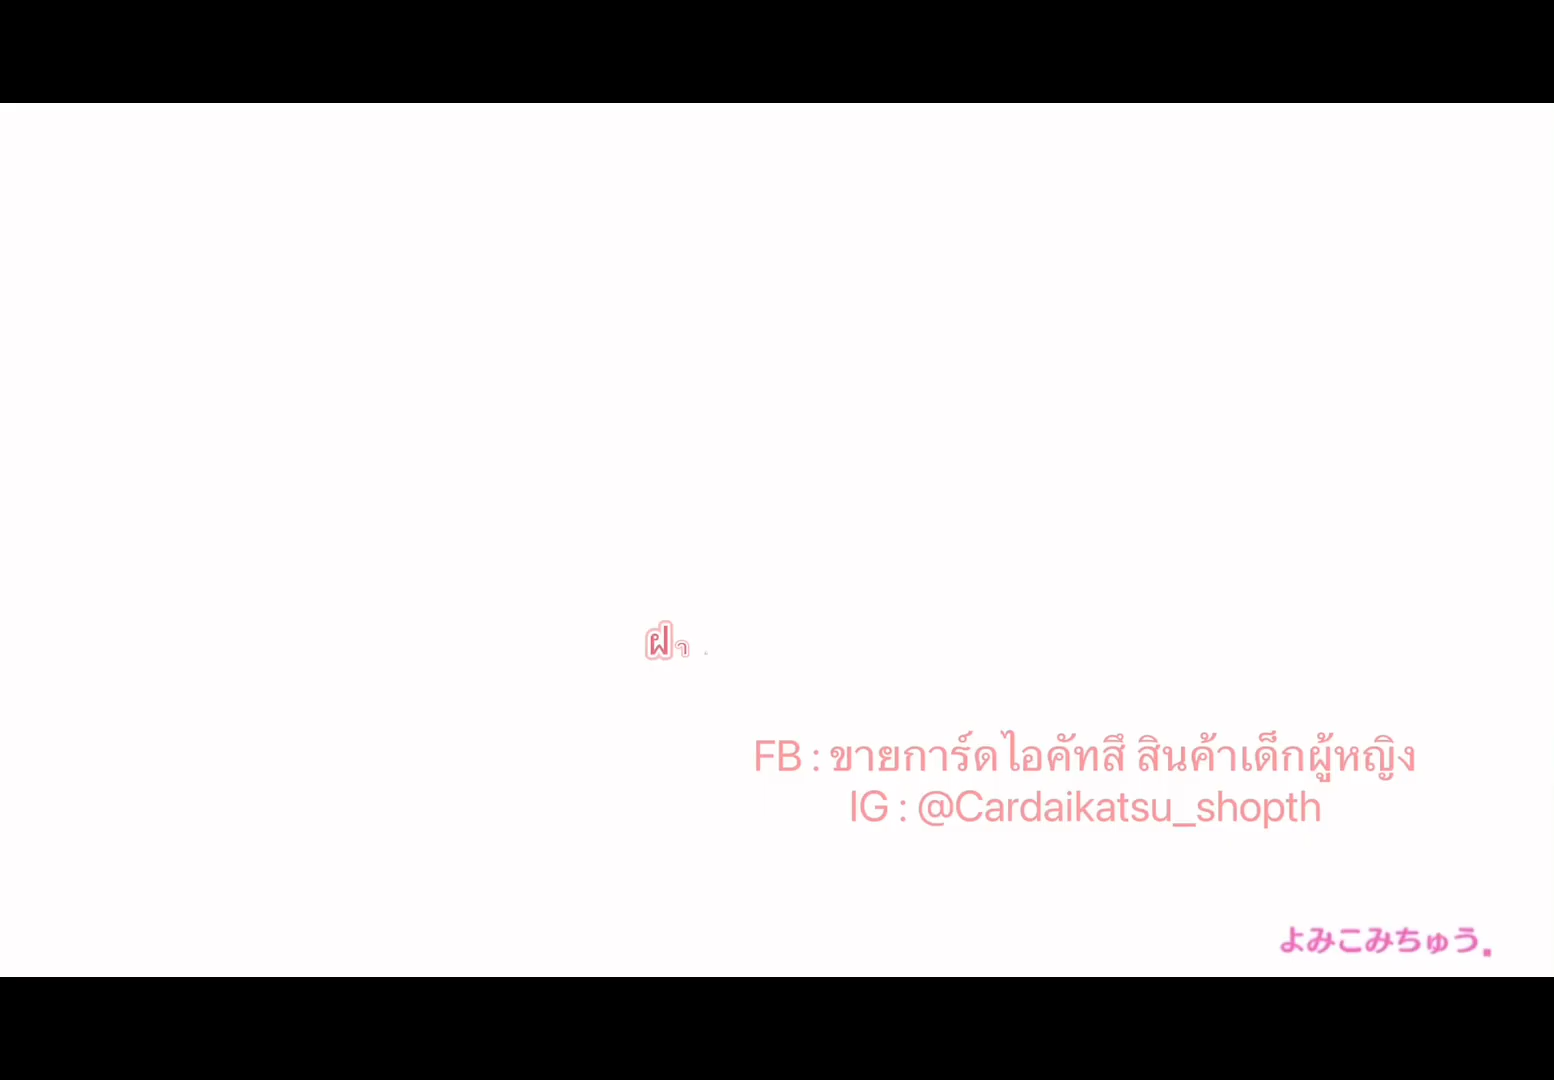 ฝา
FB : ขายการ์ดไอคัทสึ สินค้าเด็กผู้หญิง
IG : @Cardaikatsu_shopth
よみこみちゅう.